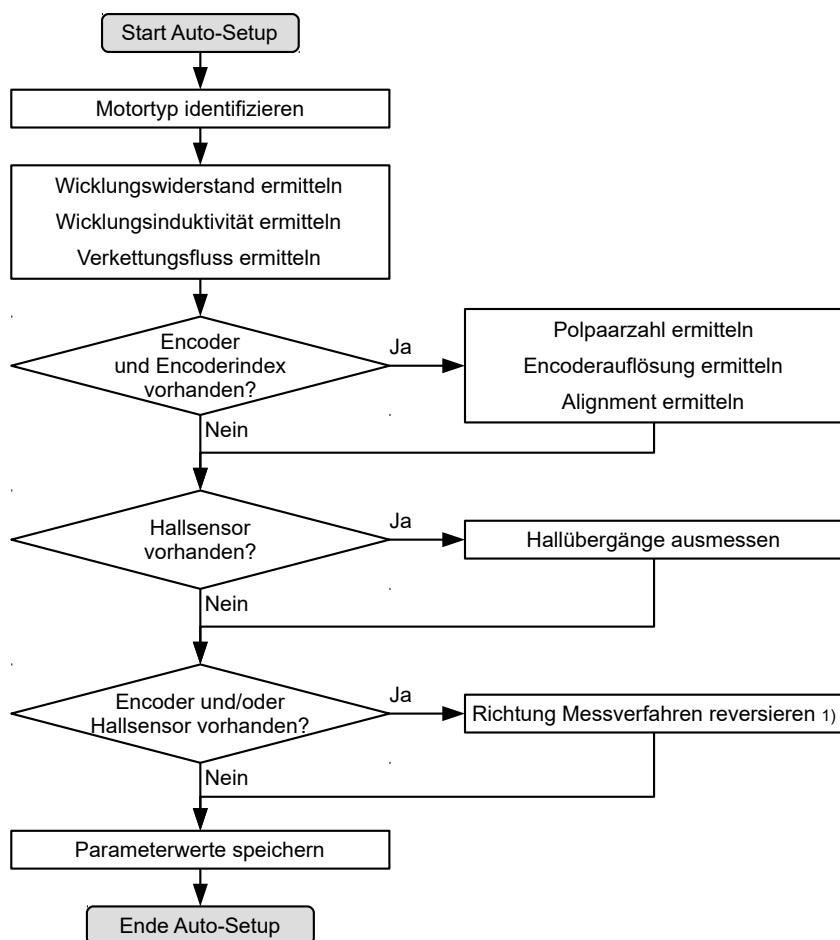 Start Auto-Setup
Motortyp identifizieren
Wicklungswiderstand ermitteln
Wicklungsinduktivität ermitteln
Verkettungsfluss ermitteln
Encoder
und Encoderindex
vorhanden?
Ja
Polpaarzahl ermitteln
Encoderauflösung ermitteln
Alignment ermitteln
Nein
Hallsensor
vorhanden?
Ja
Hallübergänge ausmessen
Nein
Encoder und/oder
Hallsensor vorhanden?
Ja
Richtung Messverfahren reversieren 1)
Nein
Parameterwerte speichern
Ende Auto-Setup